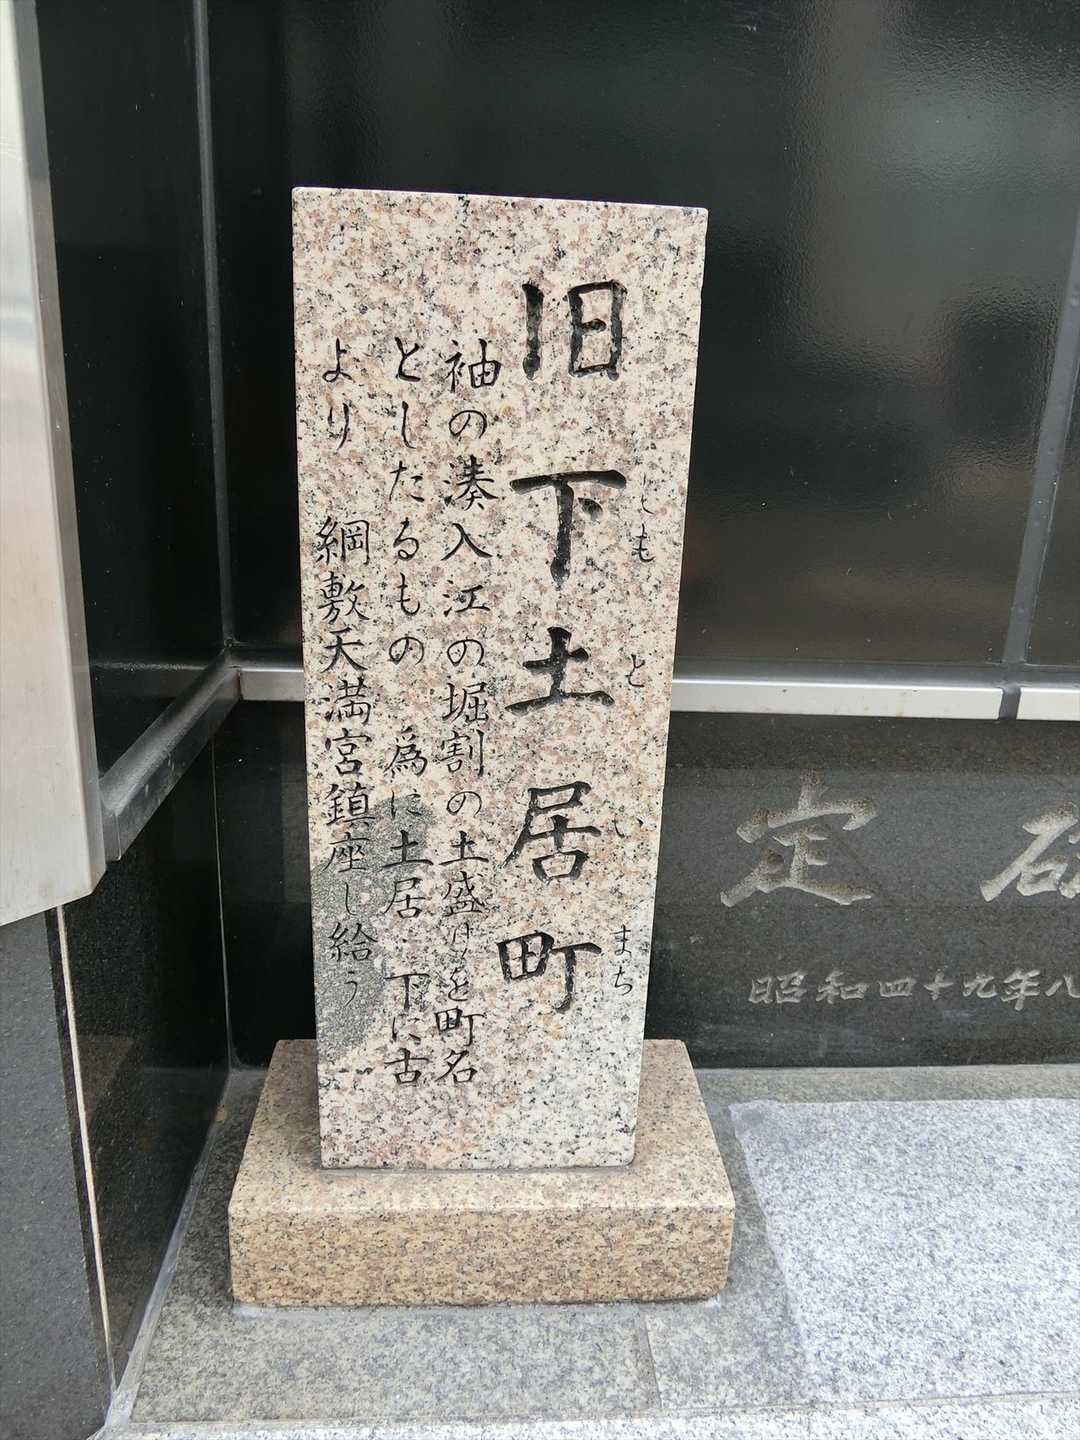 旧下土居町
しももとといまち
袖の湊入江の堀割の土盛りを町名
としたるもの 為に土居 下に古
より 綱敷天満宮鎮座し給う
定礎
昭和四十九年八